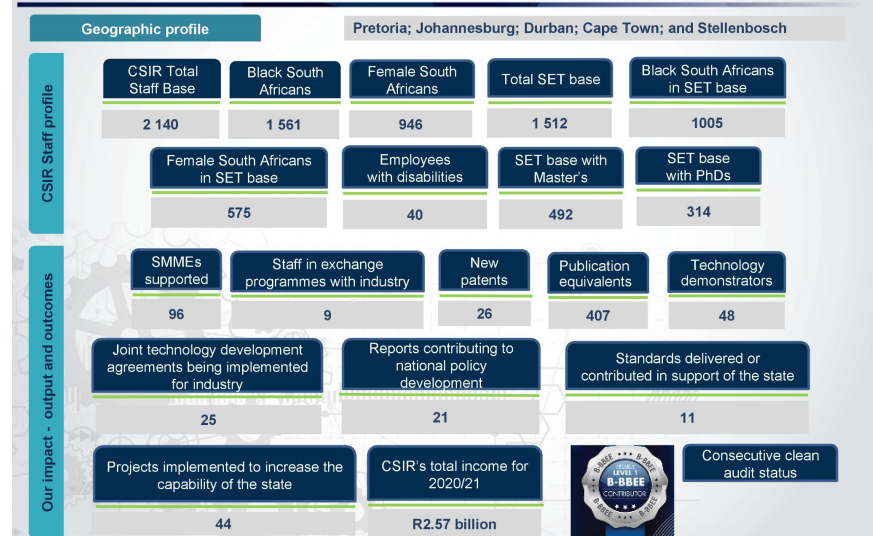 Geographic profile
Pretoria; Johannesburg; Durban; Cape Town; and Stellenbosch
CSIR Staff profile
CSIR Total
Staff Base
2 140
Black South
Africans
1 561
Female South
Africans
946
Total SET base
1 512
Black South Africans
in SET base
1005
Female South Africans
in SET base
575
Employees
with disabilities
40
SET base with
Master's
492
SET base
with PhDs
314
Our impact - output and outcomes
SMMEs
supported
96
Staff in exchange
programmes with industry
9
New
patents
26
Publication
equivalents
407
Technology
demonstrators
48
Joint technology development
agreements being implemented
for industry
25
Reports contributing to
national policy
development
21
Standards delivered or
contributed in support of the state
11
Projects implemented to increase the
capability of the state
44
CSIR's total income for
2020/21
R2.57 billion
B-BBEE
B-BBEE
LEVEL 1
B-BBEE
CONTRIBUTOR
B-BBEE
B-BBEE
Consecutive clean
audit status